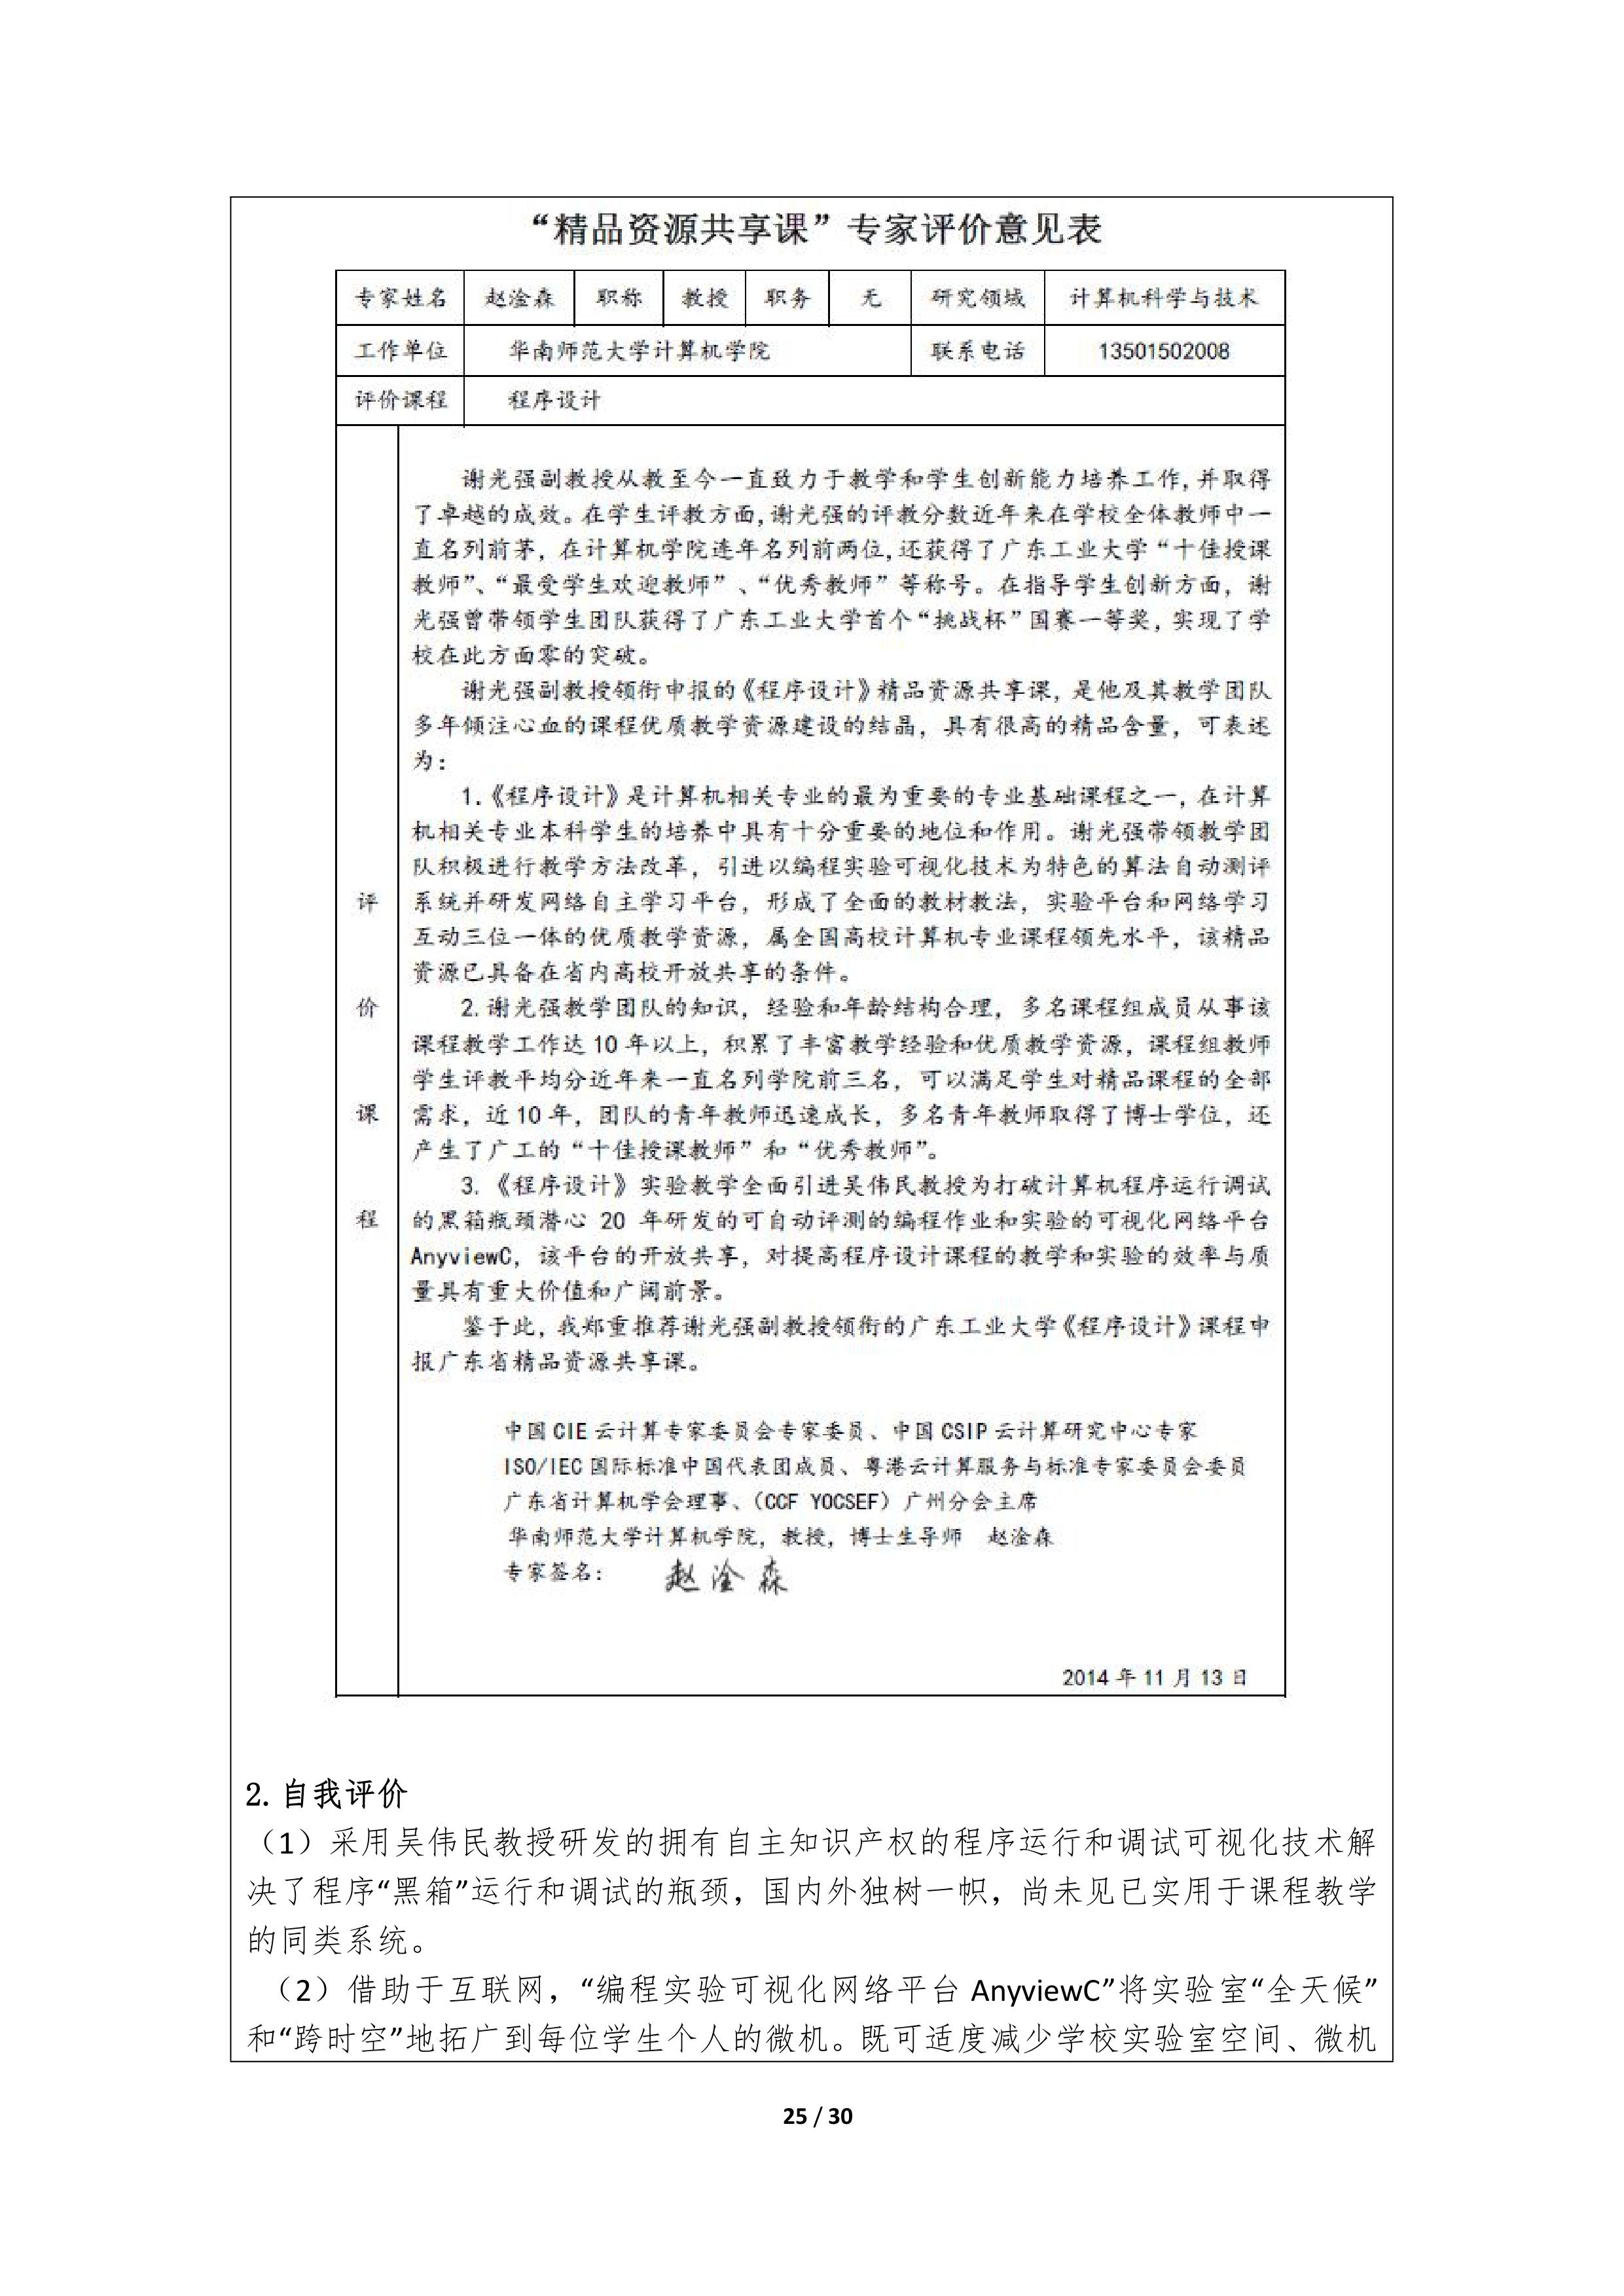 “精品资源共享课”专家评价意见表
专家姓名 赵淦森 职称 教授 职务 无 研究领域 计算机科学与技术
工作单位 华南师范大学计算机学院 联系电话 13501502008
评价课程 程序设计
谢光强副教授从教至今一直致力于教学和学生创新能力培养工作,并取得
了卓越的成效。在学生评教方面,谢光强的评教分数近年来在学校全体教师中一
直名列前茅，在计算机学院连年名列前两位,还获得了广东工业大学“十佳授课
教师”、“最受学生欢迎教师”、“优秀教师”等称号。在指导学生创新方面，谢
光强曾带领学生团队获得了广东工业大学首个“挑战杯”国赛一等奖，实现了学
校在此方面零的突破。
谢光强副教授领衔申报的《程序设计》精品资源共享课，是他及其教学团队
多年倾注心血的课程优质教学资源建设的结晶，具有很高的精品含量，可表述
为：
1.《程序设计》是计算机相关专业的最为重要的专业基础课程之一，在计算
机相关专业本科学生的培养中具有十分重要的地位和作用。谢光强带领教学团
队积极进行教学方法改革，引进以编程实验可视化技术为特色的算法自动测评
系统并研发网络自主学习平台，形成了全面的教材教法，实验平台和网络学习
互动三位一体的优质教学资源，属全国高校计算机专业课程领先水平，该精品
资源已具备在省内高校开放共享的条件。
2.谢光强教学团队的知识，经验和年龄结构合理，多名课程组成员从事该
课程教学工作达 10 年以上，积累了丰富教学经验和优质教学资源，课程组教师
学生评教平均分近年来一直名列学院前三名，可以满足学生对精品课程的全部
需求，近 10 年，团队的青年教师迅速成长，多名青年教师取得了博士学位，还
产生了广工的“十佳授课教师”和“优秀教师”。
3.《程序设计》实验教学全面引进吴伟民教授为打破计算机程序运行调试
的黑箱瓶颈潜心 20 年研发的可自动评测的编程作业和实验的可视化网络平台
AnyviewC，该平台的开放共享，对提高程序设计课程的教学和实验的效率与质
量具有重大价值和广阔前景。
鉴于此，我郑重推荐谢光强副教授领衔的广东工业大学《程序设计》课程申
报广东省精品资源共享课。
评
价
课
程
中国 CIE 云计算专家委员会专家委员、中国 CSIP 云计算研究中心专家
ISO/IEC 国际标准中国代表团成员、粤港云计算服务与标准专家委员会委员
广东省计算机学会理事、（CCF YOCSEF）广州分会主席
华南师范大学计算机学院，教授，博士生导师 赵淦森
专家签名： 赵淦森
2014 年 11 月 13 日
2. 自我评价
（1）采用吴伟民教授研发的拥有自主知识产权的程序运行和调试可视化技术解
决了程序“黑箱”运行和调试的瓶颈，国内外独树一帜，尚未见已实用于课程教学
的同类系统。
（2）借助于互联网，“编程实验可视化网络平台 AnyviewC”将实验室“全天候”
和“跨时空”地拓广到每位学生个人的微机。既可适度减少学校实验室空间、微机
25 / 30